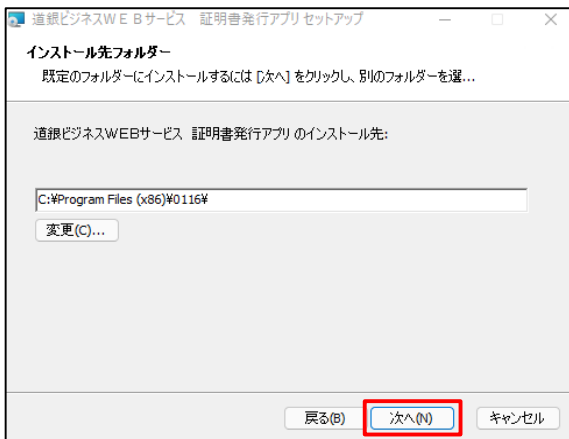 道銀ビジネスＷＥＢサービス　証明書発行アプリ セットアップ
インストール先フォルダー
既定のフォルダーにインストールするには [次へ] をクリックし、別のフォルダーを選...
道銀ビジネスWEBサービス 証明書発行アプリ のインストール先:
C:¥Program Files (x86)¥0116¥
変更(C)...
戻る(B)
次へ(N)
キャンセル